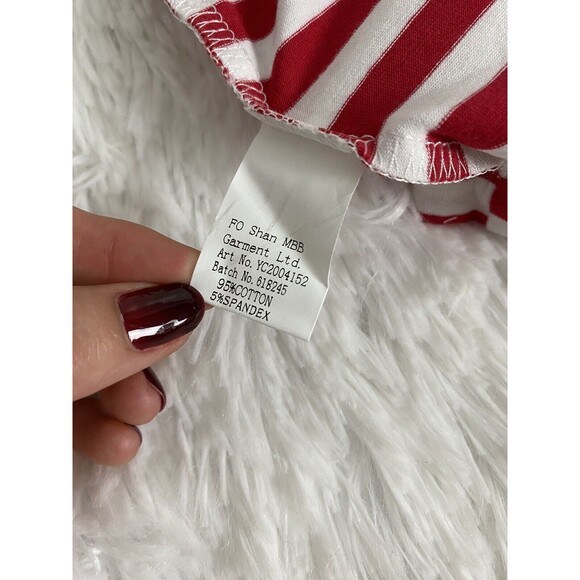 FO Shan MBB
Garment Ltd.
Art No. YC2004152
Batch No. 618245
95%COTTON
5%SPANDEX